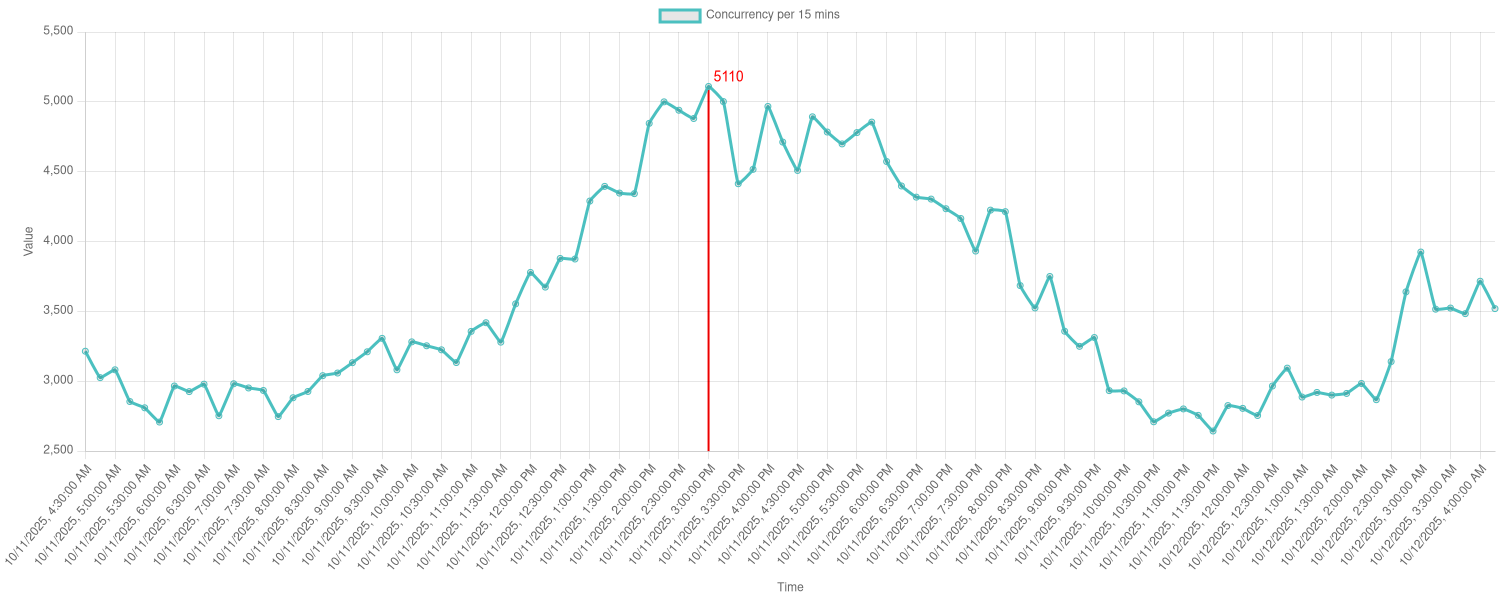 Concurrency per 15 mins
5,500
5,000
4,500
4,000
3,500
3,000
2,500
Value
5110
10/11/2025, 4:30:00 AM
10/11/2025, 5:00:00 AM
10/11/2025, 5:30:00 AM
10/11/2025, 6:00:00 AM
10/11/2025, 6:30:00 AM
10/11/2025, 7:00:00 AM
10/11/2025, 7:30:00 AM
10/11/2025, 8:00:00 AM
10/11/2025, 8:30:00 AM
10/11/2025, 9:00:00 AM
10/11/2025, 9:30:00 AM
10/11/2025, 10:00:00 AM
10/11/2025, 10:30:00 AM
10/11/2025, 11:00:00 AM
10/11/2025, 11:30:00 AM
10/11/2025, 12:00:00 PM
10/11/2025, 12:30:00 PM
10/11/2025, 1:00:00 PM
10/11/2025, 1:30:00 PM
10/11/2025, 2:00:00 PM
10/11/2025, 2:30:00 PM
10/11/2025, 3:00:00 PM
10/11/2025, 3:30:00 PM
10/11/2025, 4:00:00 PM
10/11/2025, 4:30:00 PM
10/11/2025, 5:00:00 PM
10/11/2025, 5:30:00 PM
10/11/2025, 6:00:00 PM
10/11/2025, 6:30:00 PM
10/11/2025, 7:00:00 PM
10/11/2025, 7:30:00 PM
10/11/2025, 8:00:00 PM
10/11/2025, 8:30:00 PM
10/11/2025, 9:00:00 PM
10/11/2025, 9:30:00 PM
10/11/2025, 10:00:00 PM
10/11/2025, 10:30:00 PM
10/11/2025, 11:00:00 PM
10/11/2025, 11:30:00 PM
10/12/2025, 12:00:00 AM
10/12/2025, 12:30:00 AM
10/12/2025, 1:00:00 AM
10/12/2025, 1:30:00 AM
10/12/2025, 2:00:00 AM
10/12/2025, 2:30:00 AM
10/12/2025, 3:00:00 AM
10/12/2025, 3:30:00 AM
10/12/2025, 4:00:00 AM
Time